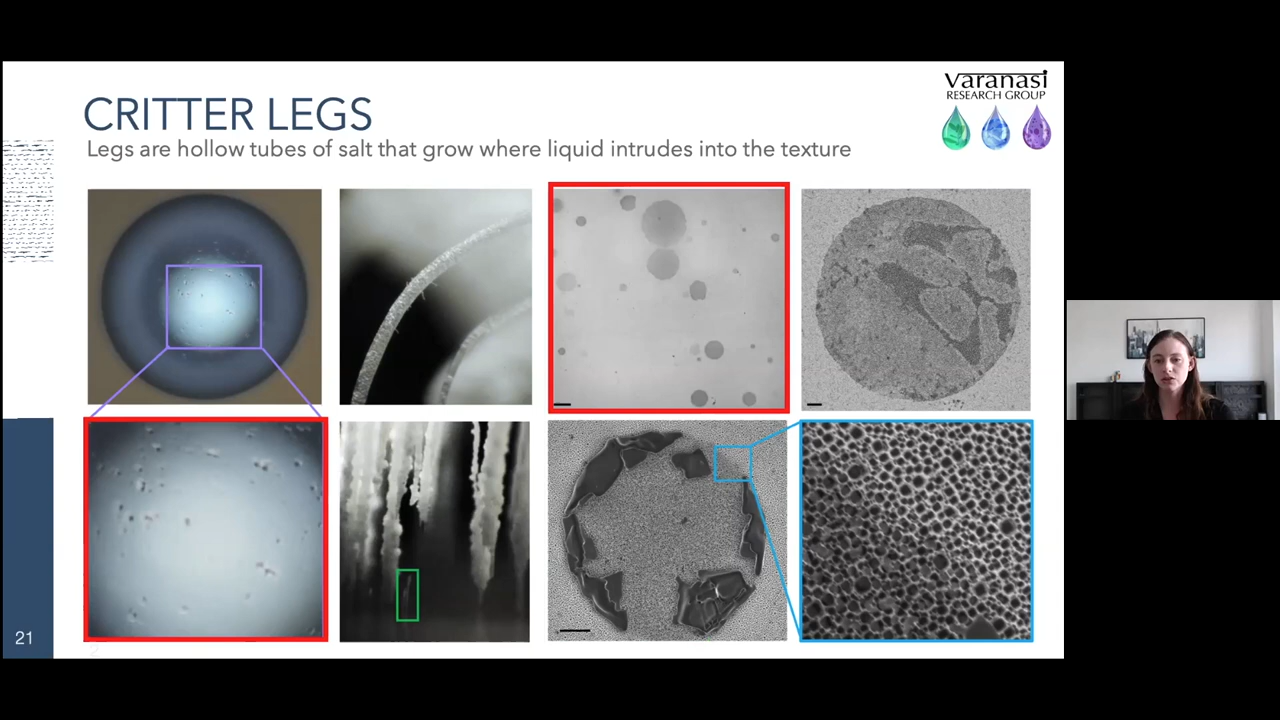 CRITTER LEGS
Legs are hollow tubes of salt that grow where liquid intrudes into the texture
varanasi
RESEARCH GROUP
21